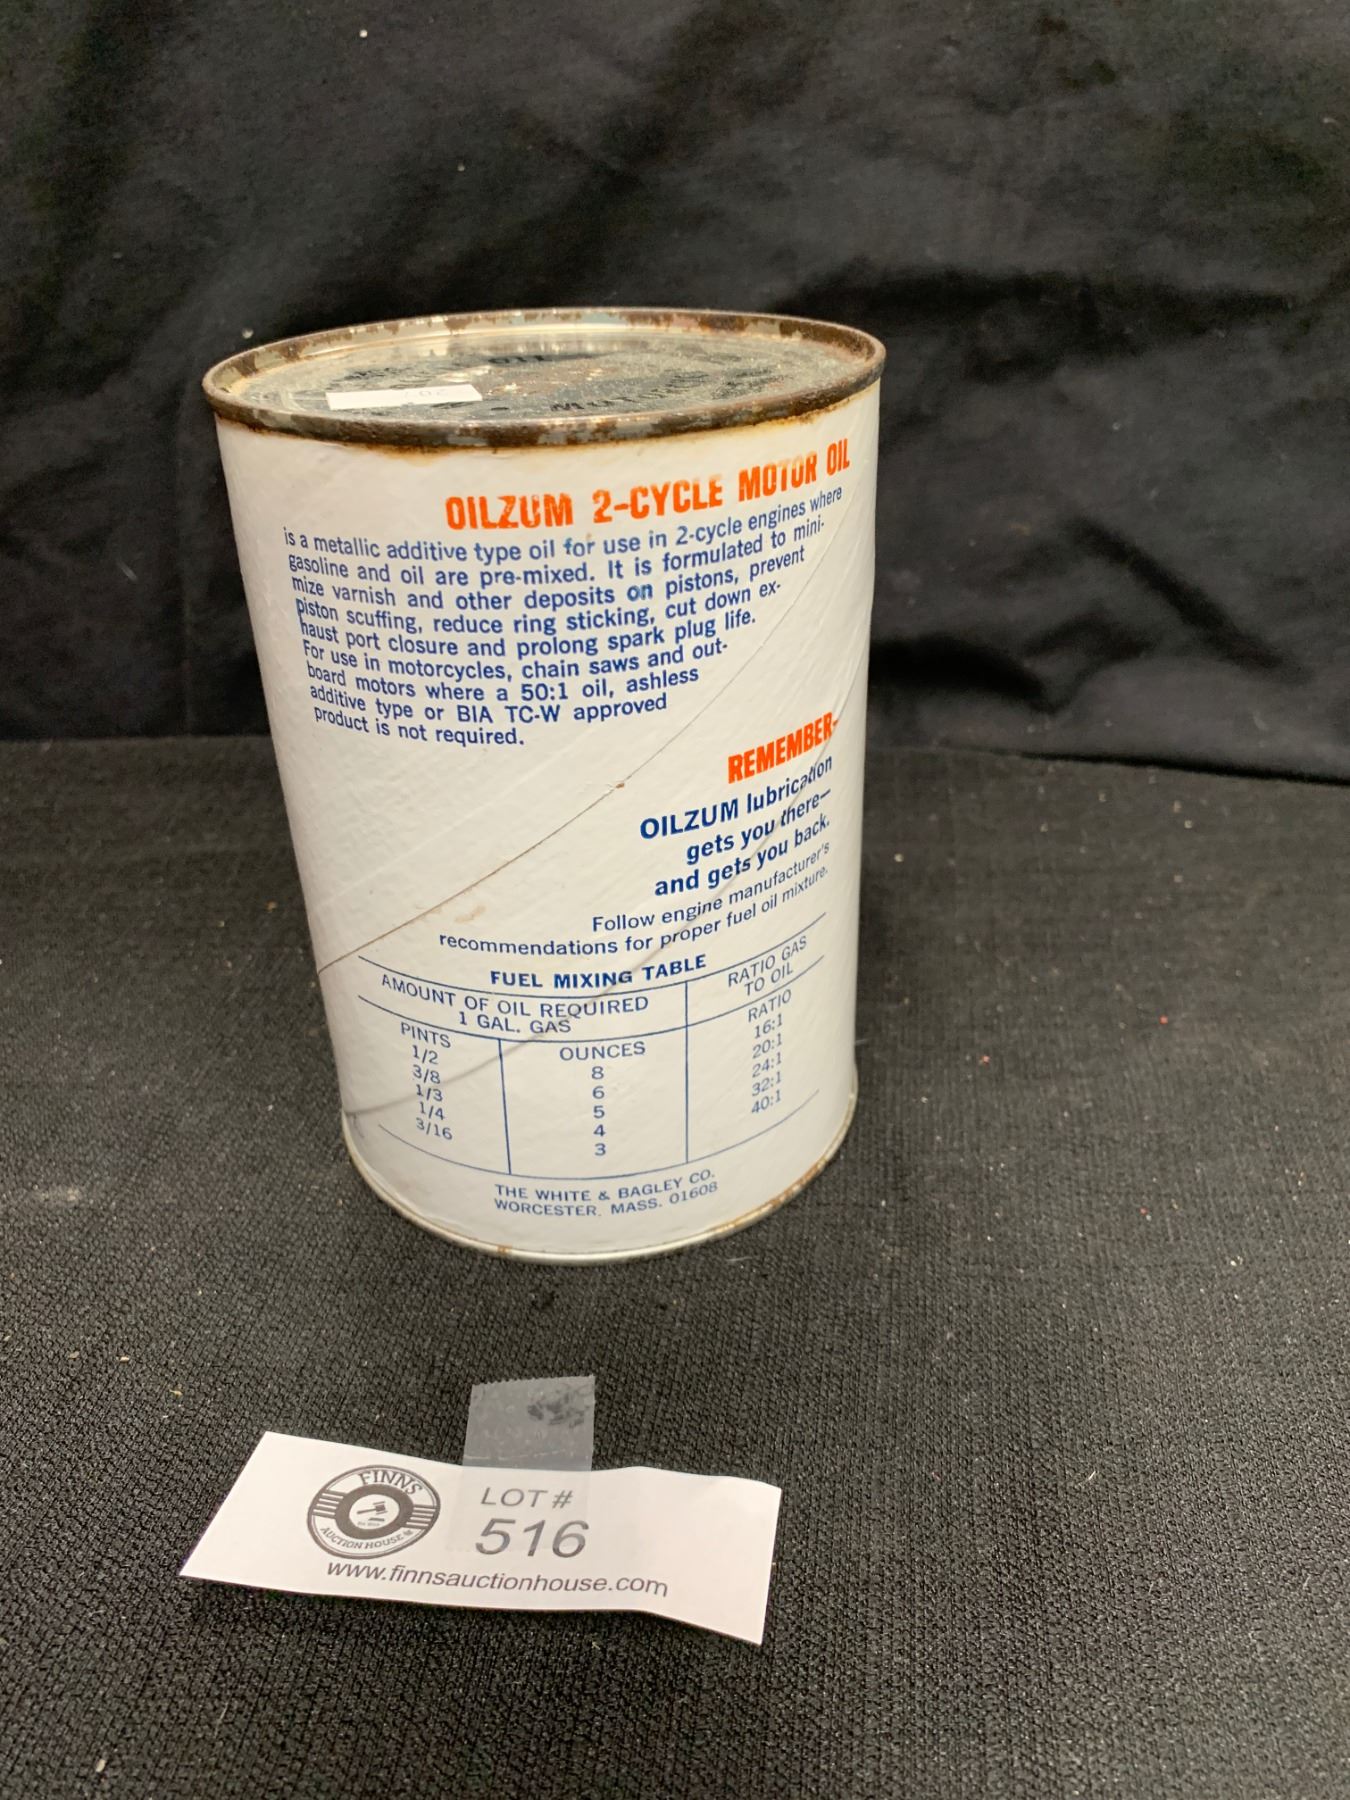 OIL
OILZUM 2-CYCLE MOTOR OIL
is a metallic additive type oil for use in 2-cycle engines where
gasoline and oil are pre-mixed. It is formulated to mini-
mize varnish and other deposits on pistons, prevent
piston scuffing, reduce ring sticking, cut down ex-
haust port closure and prolong spark plug life.
For use in motorcycles, chain saws and out-
board motors where a 50:1 oil, ashless
additive type or BIA TC-W approved
product is not required.
REMEMBER-
OILZUM lubrication
gets you there—
and gets you back.
Follow engine manufacturer's
recommendations for proper fuel oil mixture.
FUEL MIXING TABLE
AMOUNT OF OIL REQUIRED RATIO GAS
1 GAL. GAS TO OIL
PINTS OUNCES RATIO
1/2 8 16:1
3/8 6 20:1
1/3 5 24:1
1/4 4 32:1
3/16 3 40:1
THE WHITE & BAGLEY CO.
WORCESTER, MASS. 01608
FINNS
AUCTION HOUSE
LOT #
516
www.finnsauctionhouse.com